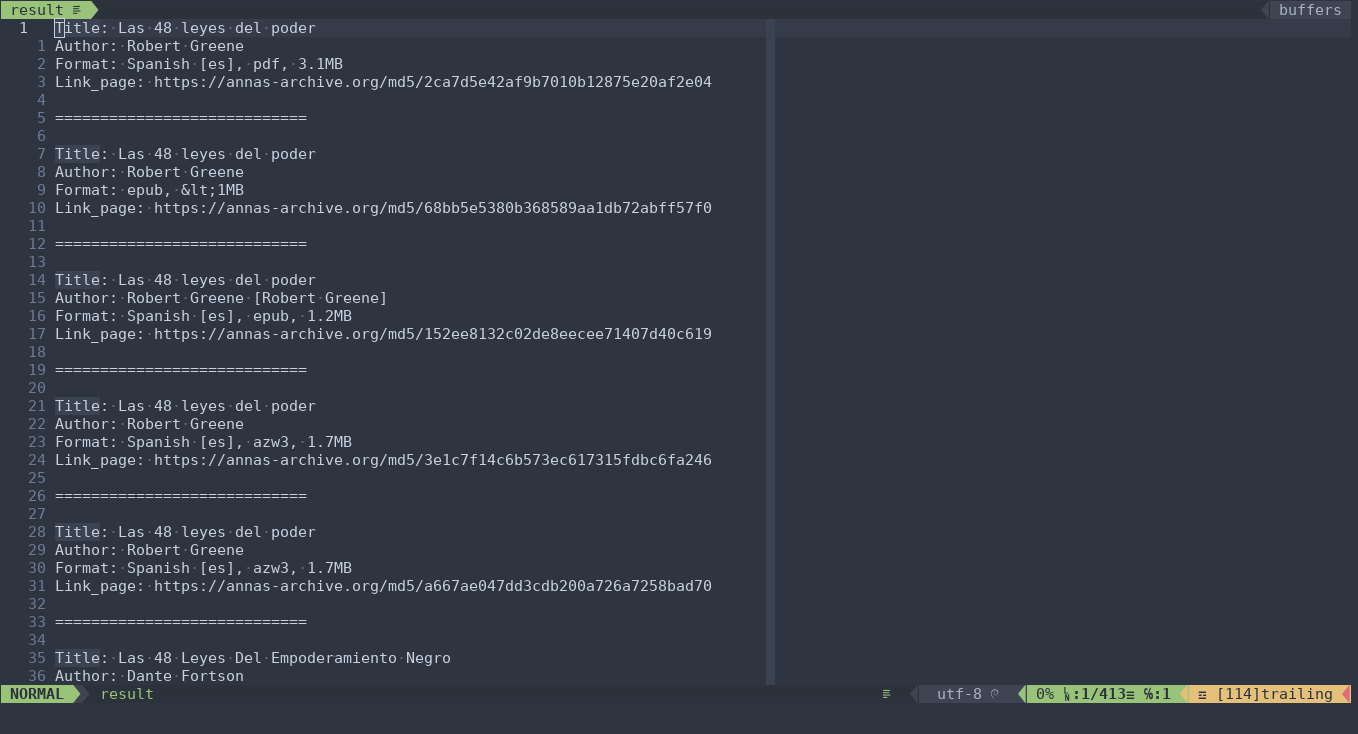 result buffers
1 Title: Las 48 leyes del poder
1 Author: Robert Greene
2 Format: Spanish [es], pdf, 3.1MB
3 Link_page: https://annas-archive.org/md5/2ca7d5e42af9b7010b12875e20af2e04
4
5 ============================
6
7 Title: Las 48 leyes del poder
8 Author: Robert Greene
9 Format: epub, &lt;1MB
10 Link_page: https://annas-archive.org/md5/68bb5e5380b368589aa1db72abff57f0
11
12 ============================
13
14 Title: Las 48 leyes del poder
15 Author: Robert Greene [Robert Greene]
16 Format: Spanish [es], epub, 1.2MB
17 Link_page: https://annas-archive.org/md5/152ee8132c02de8eecee71407d40c619
18
19 ============================
20
21 Title: Las 48 leyes del poder
22 Author: Robert Greene
23 Format: Spanish [es], azw3, 1.7MB
24 Link_page: https://annas-archive.org/md5/3e1c7f14c6b573ec617315fdbc6fa246
25
26 ============================
27
28 Title: Las 48 leyes del poder
29 Author: Robert Greene
30 Format: Spanish [es], azw3, 1.7MB
31 Link_page: https://annas-archive.org/md5/a667ae047dd3cdb200a726a7258bad70
32
33 ============================
34
35 Title: Las 48 Leyes Del Empoderamiento Negro
36 Author: Dante Fortson
NORMAL result utf-8 0% ㏑:1/413≡ ℅:1 ☲ [114]trailing